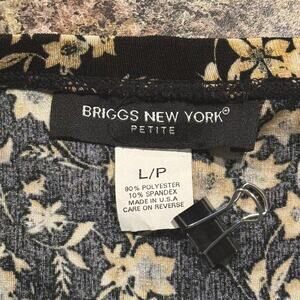 BRIGGS NEW YORK®
PETITE
L/P
90% POLYESTER
10% SPANDEX
MADE IN U.S.A
CARE ON REVERSE